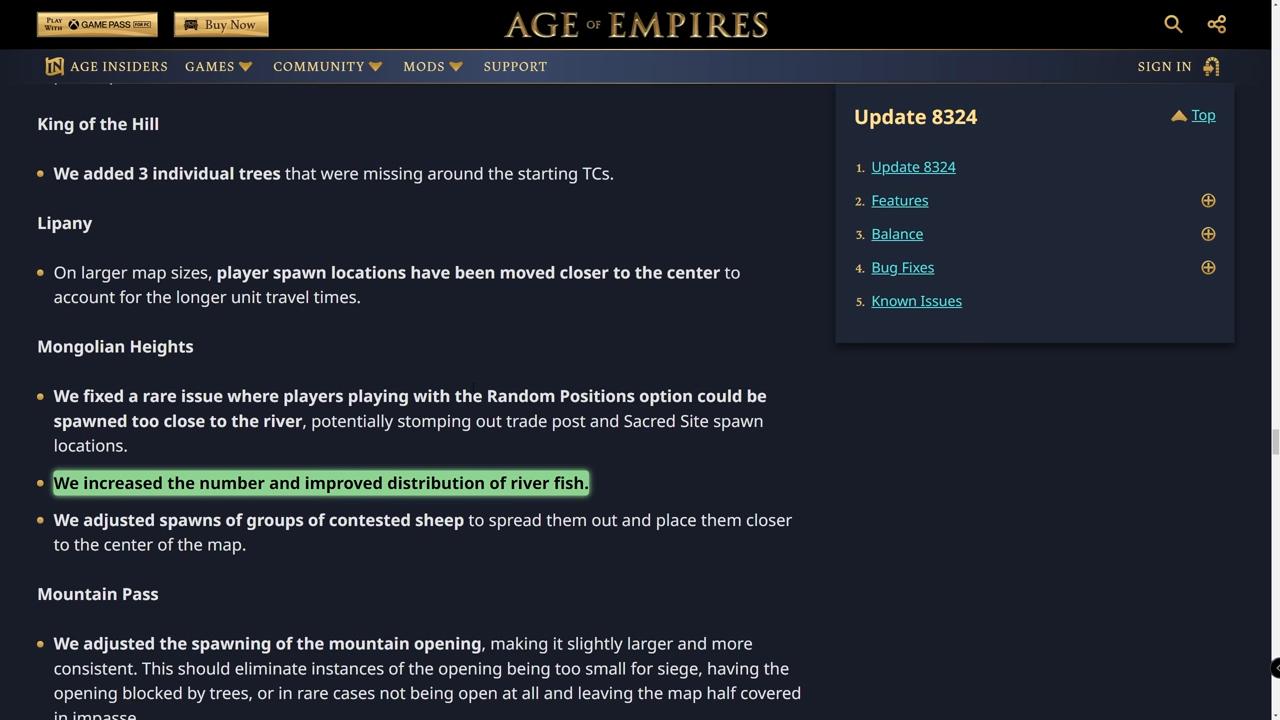 PLAY WITH XBOX GAME PASS FOR PC
Buy Now
AGE OF EMPIRES
AGE INSIDERS
GAMES
COMMUNITY
MODS
SUPPORT
SIGN IN
King of the Hill
We added 3 individual trees that were missing around the starting TCs.
Lipany
On larger map sizes, player spawn locations have been moved closer to the center to
account for the longer unit travel times.
Mongolian Heights
We fixed a rare issue where players playing with the Random Positions option could be
spawned too close to the river, potentially stomping out trade post and Sacred Site spawn
locations.
We increased the number and improved distribution of river fish.
We adjusted spawns of groups of contested sheep to spread them out and place them closer
to the center of the map.
Mountain Pass
We adjusted the spawning of the mountain opening, making it slightly larger and more
consistent. This should eliminate instances of the opening being too small for siege, having the
opening blocked by trees, or in rare cases not being open at all and leaving the map half covered
in impasse.
Update 8324
Top
1. Update 8324
2. Features
3. Balance
4. Bug Fixes
5. Known Issues